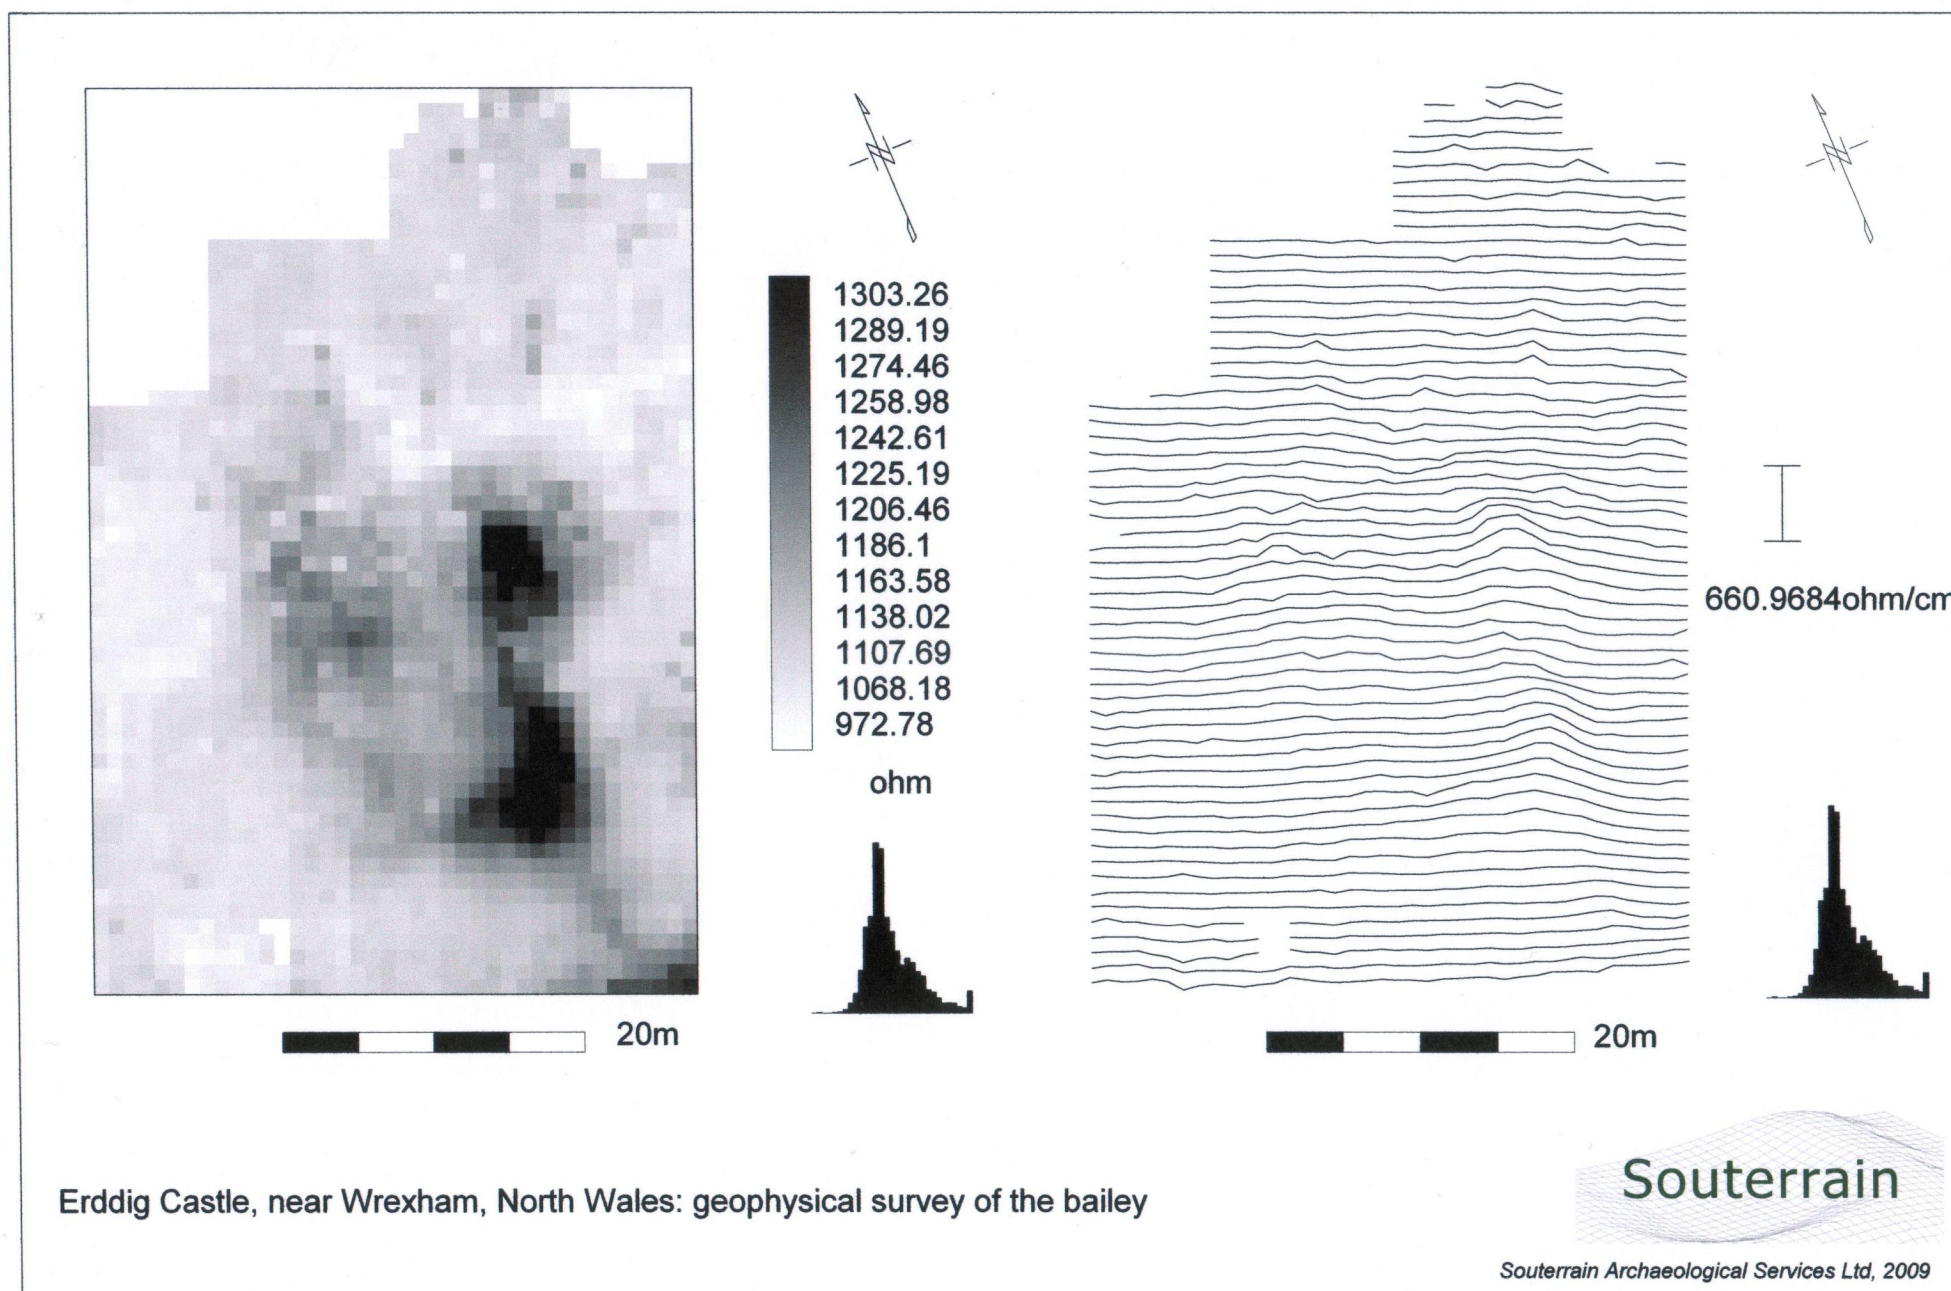 1303.26
1289.19
1274.46
1258.98
1242.61
1225.19
1206.46
1186.1
1163.58
1138.02
1107.69
1068.18
972.78
ohm
20m
660.9684ohm/cm
20m
Erddig Castle, near Wrexham, North Wales: geophysical survey of the bailey
Souterrain
Souterrain Archaeological Services Ltd, 2009